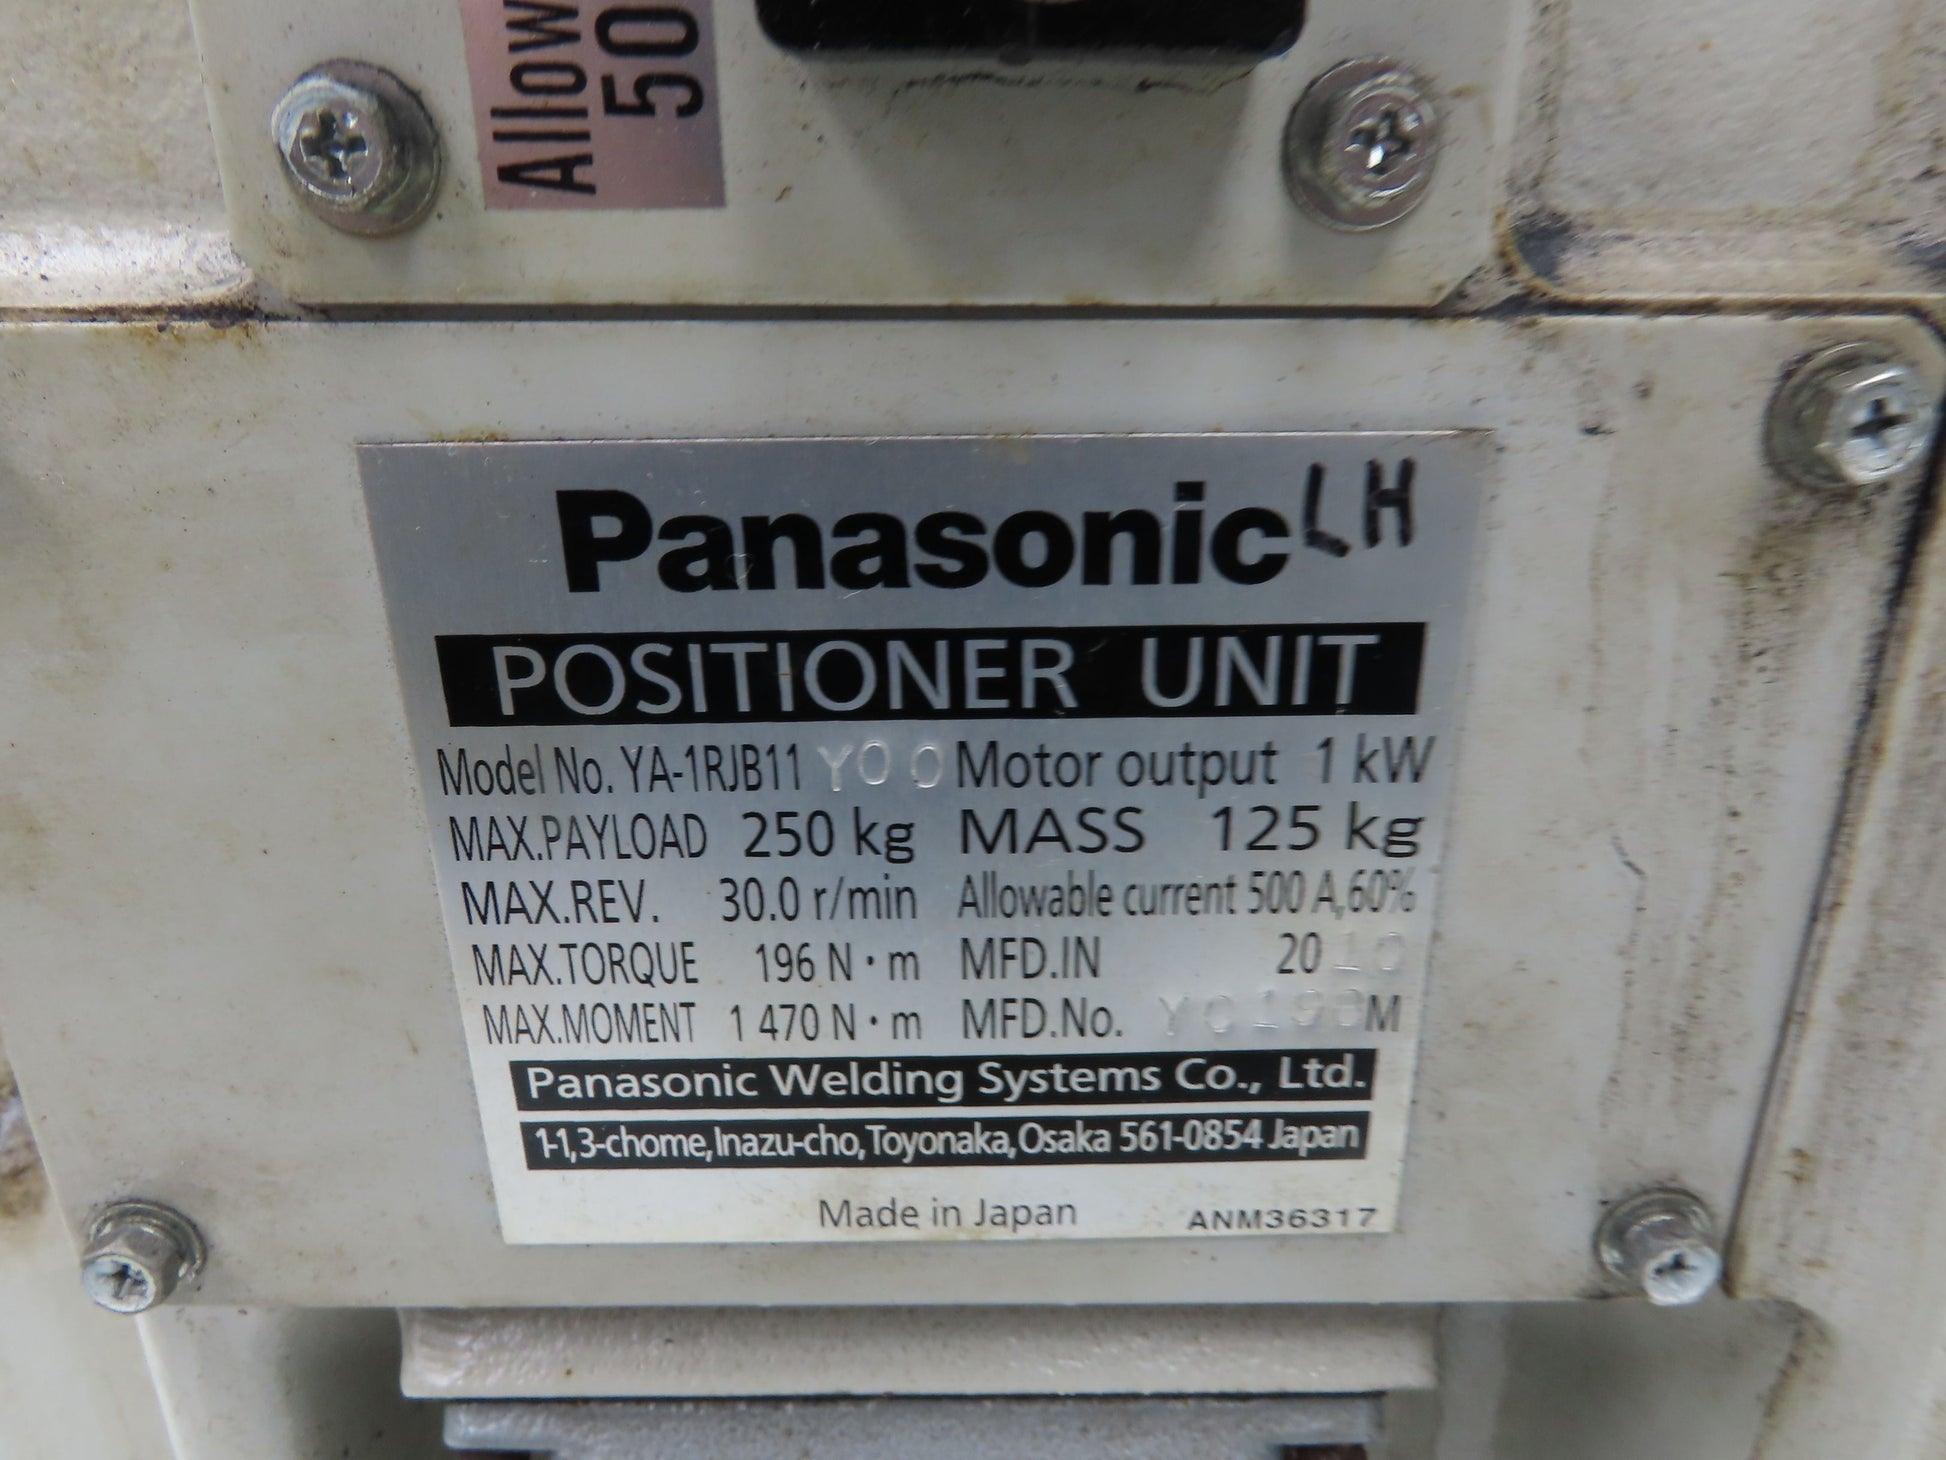 Allow
50
Panasonic LH
POSITIONER UNIT
Model No. YA-1RJB11 Y00 Motor output 1 kW
MAX.PAYLOAD 250 kg MASS 125 kg
MAX.REV. 30.0 r/min Allowable current 500 A,60%
MAX.TORQUE 196 N・m MFD.IN 2010
MAX.MOMENT 1 470 N・m MFD.No. M
Panasonic Welding Systems Co., Ltd.
1-1,3-chome,Inazu-cho,Toyonaka,Osaka 561-0854 Japan
Made in Japan ANM36317